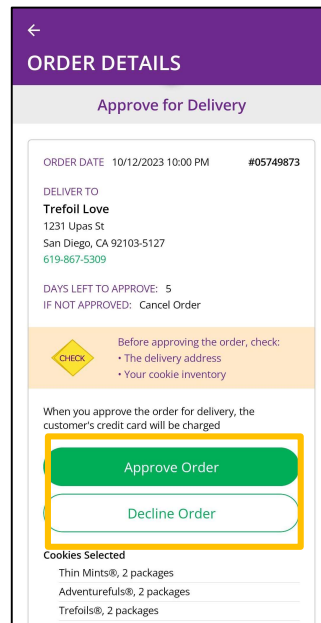 ORDER DETAILS
Approve for Delivery
ORDER DATE 10/12/2023 10:00 PM #05749873
DELIVER TO
Trefoil Love
1231 Upas St
San Diego, CA 92103-5127
619-867-5309
DAYS LEFT TO APPROVE: 5
IF NOT APPROVED: Cancel Order
CHECK
Before approving the order, check:
• The delivery address
• Your cookie inventory
When you approve the order for delivery, the
customer's credit card will be charged
Approve Order
Decline Order
Cookies Selected
Thin Mints®, 2 packages
Adventurefuls®, 2 packages
Trefoils®, 2 packages